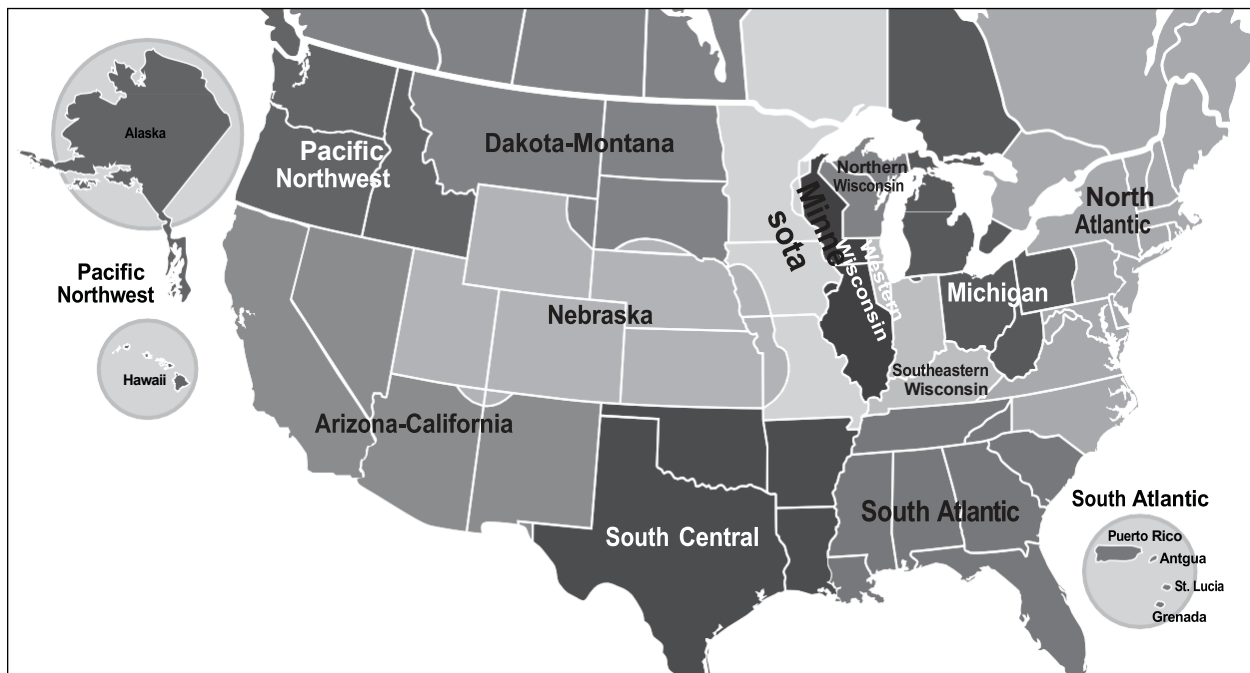 Alaska
Pacific
Northwest
Hawaii
Pacific
Northwest
Dakota-Montana
Minne
sota
Northern
Wisconsin
Western
Wisconsin
North
Atlantic
Michigan
Nebraska
Southeastern
Wisconsin
Arizona-California
South Central
South Atlantic
South Atlantic
Puerto Rico
Antgua
St. Lucia
Grenada